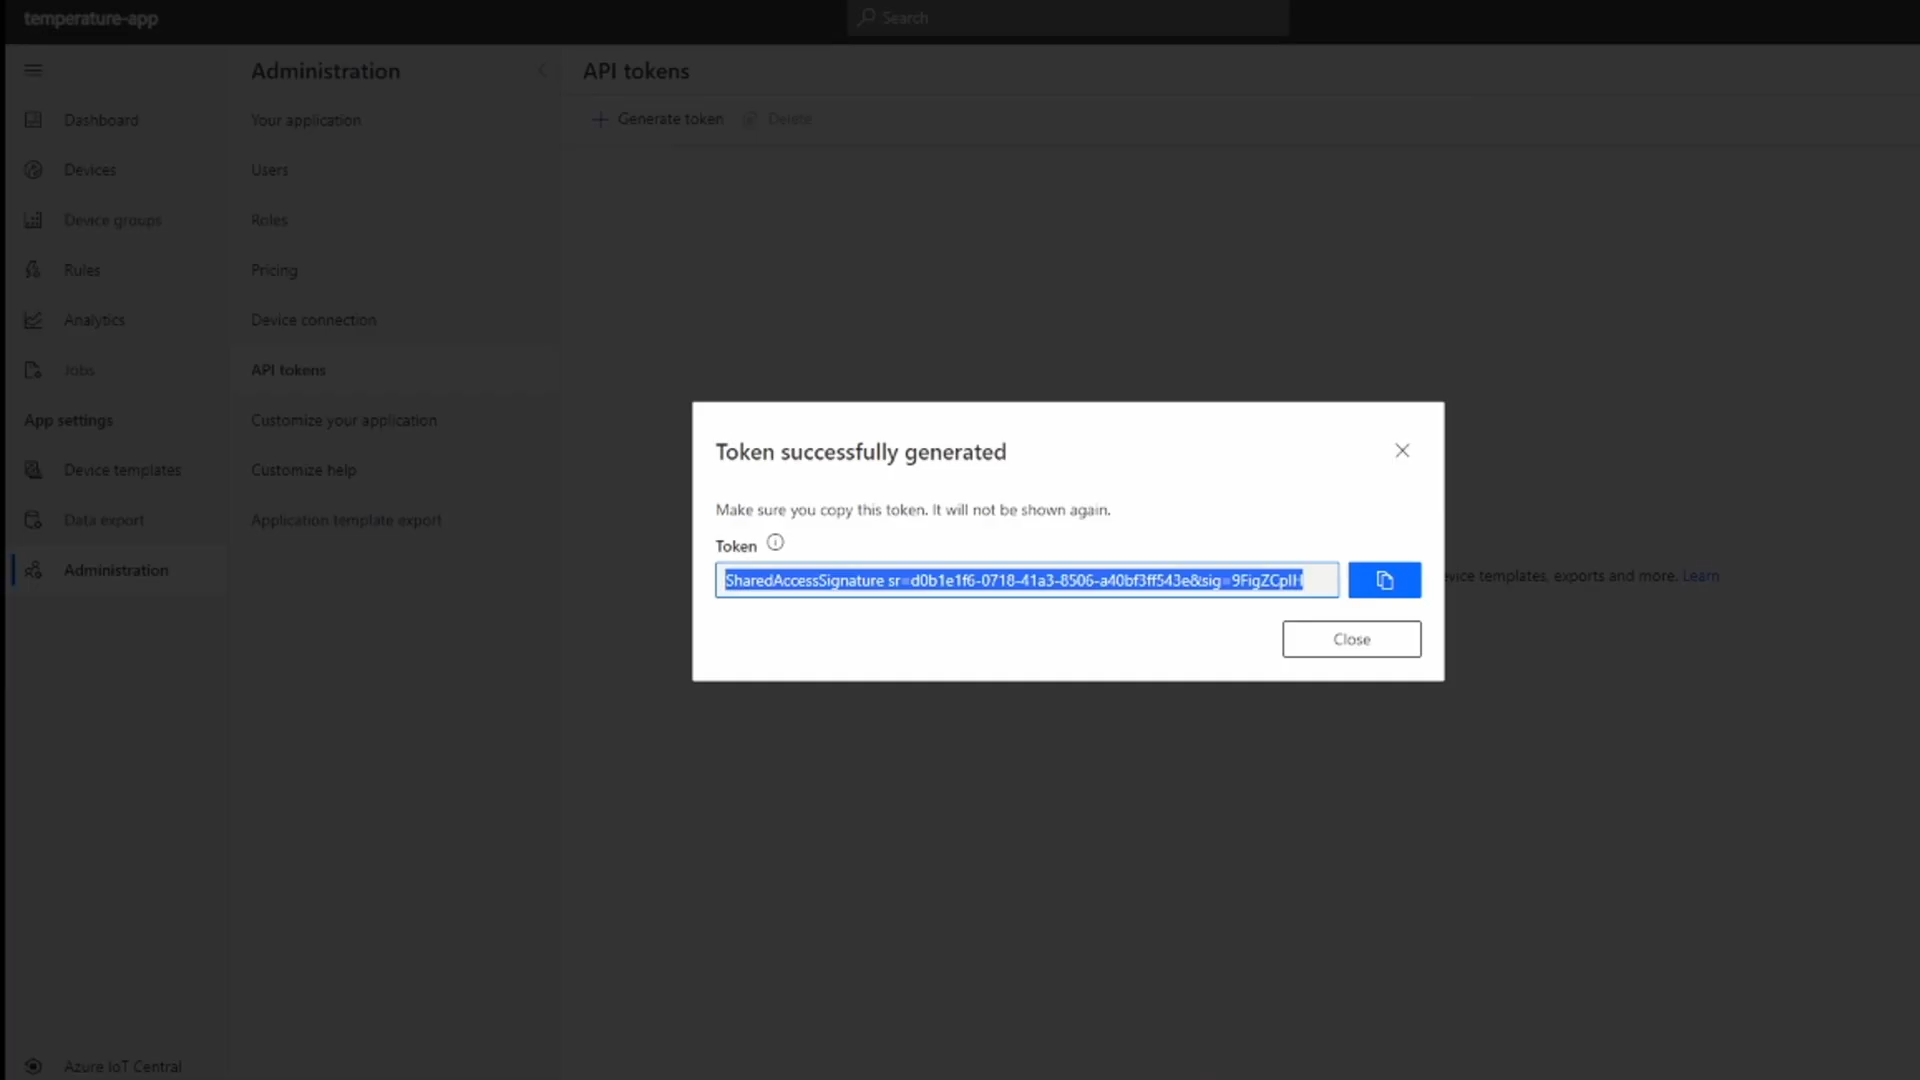 temperature-app
Search
Administration
API tokens
Generate token
Delete
Dashboard
Devices
Device groups
Rules
Analytics
Jobs
App settings
Device templates
Data export
Administration
Your application
Users
Roles
Pricing
Device connection
API tokens
Customize your application
Customize help
Application template export
Token successfully generated
Make sure you copy this token. It will not be shown again.
Token
SharedAccessSignature sr=d0b1e1f6-0718-41a3-8506-a40bf3ff543e&sig=9FigZCpIH
Close
evice templates, exports and more. Learn
Azure IoT Central